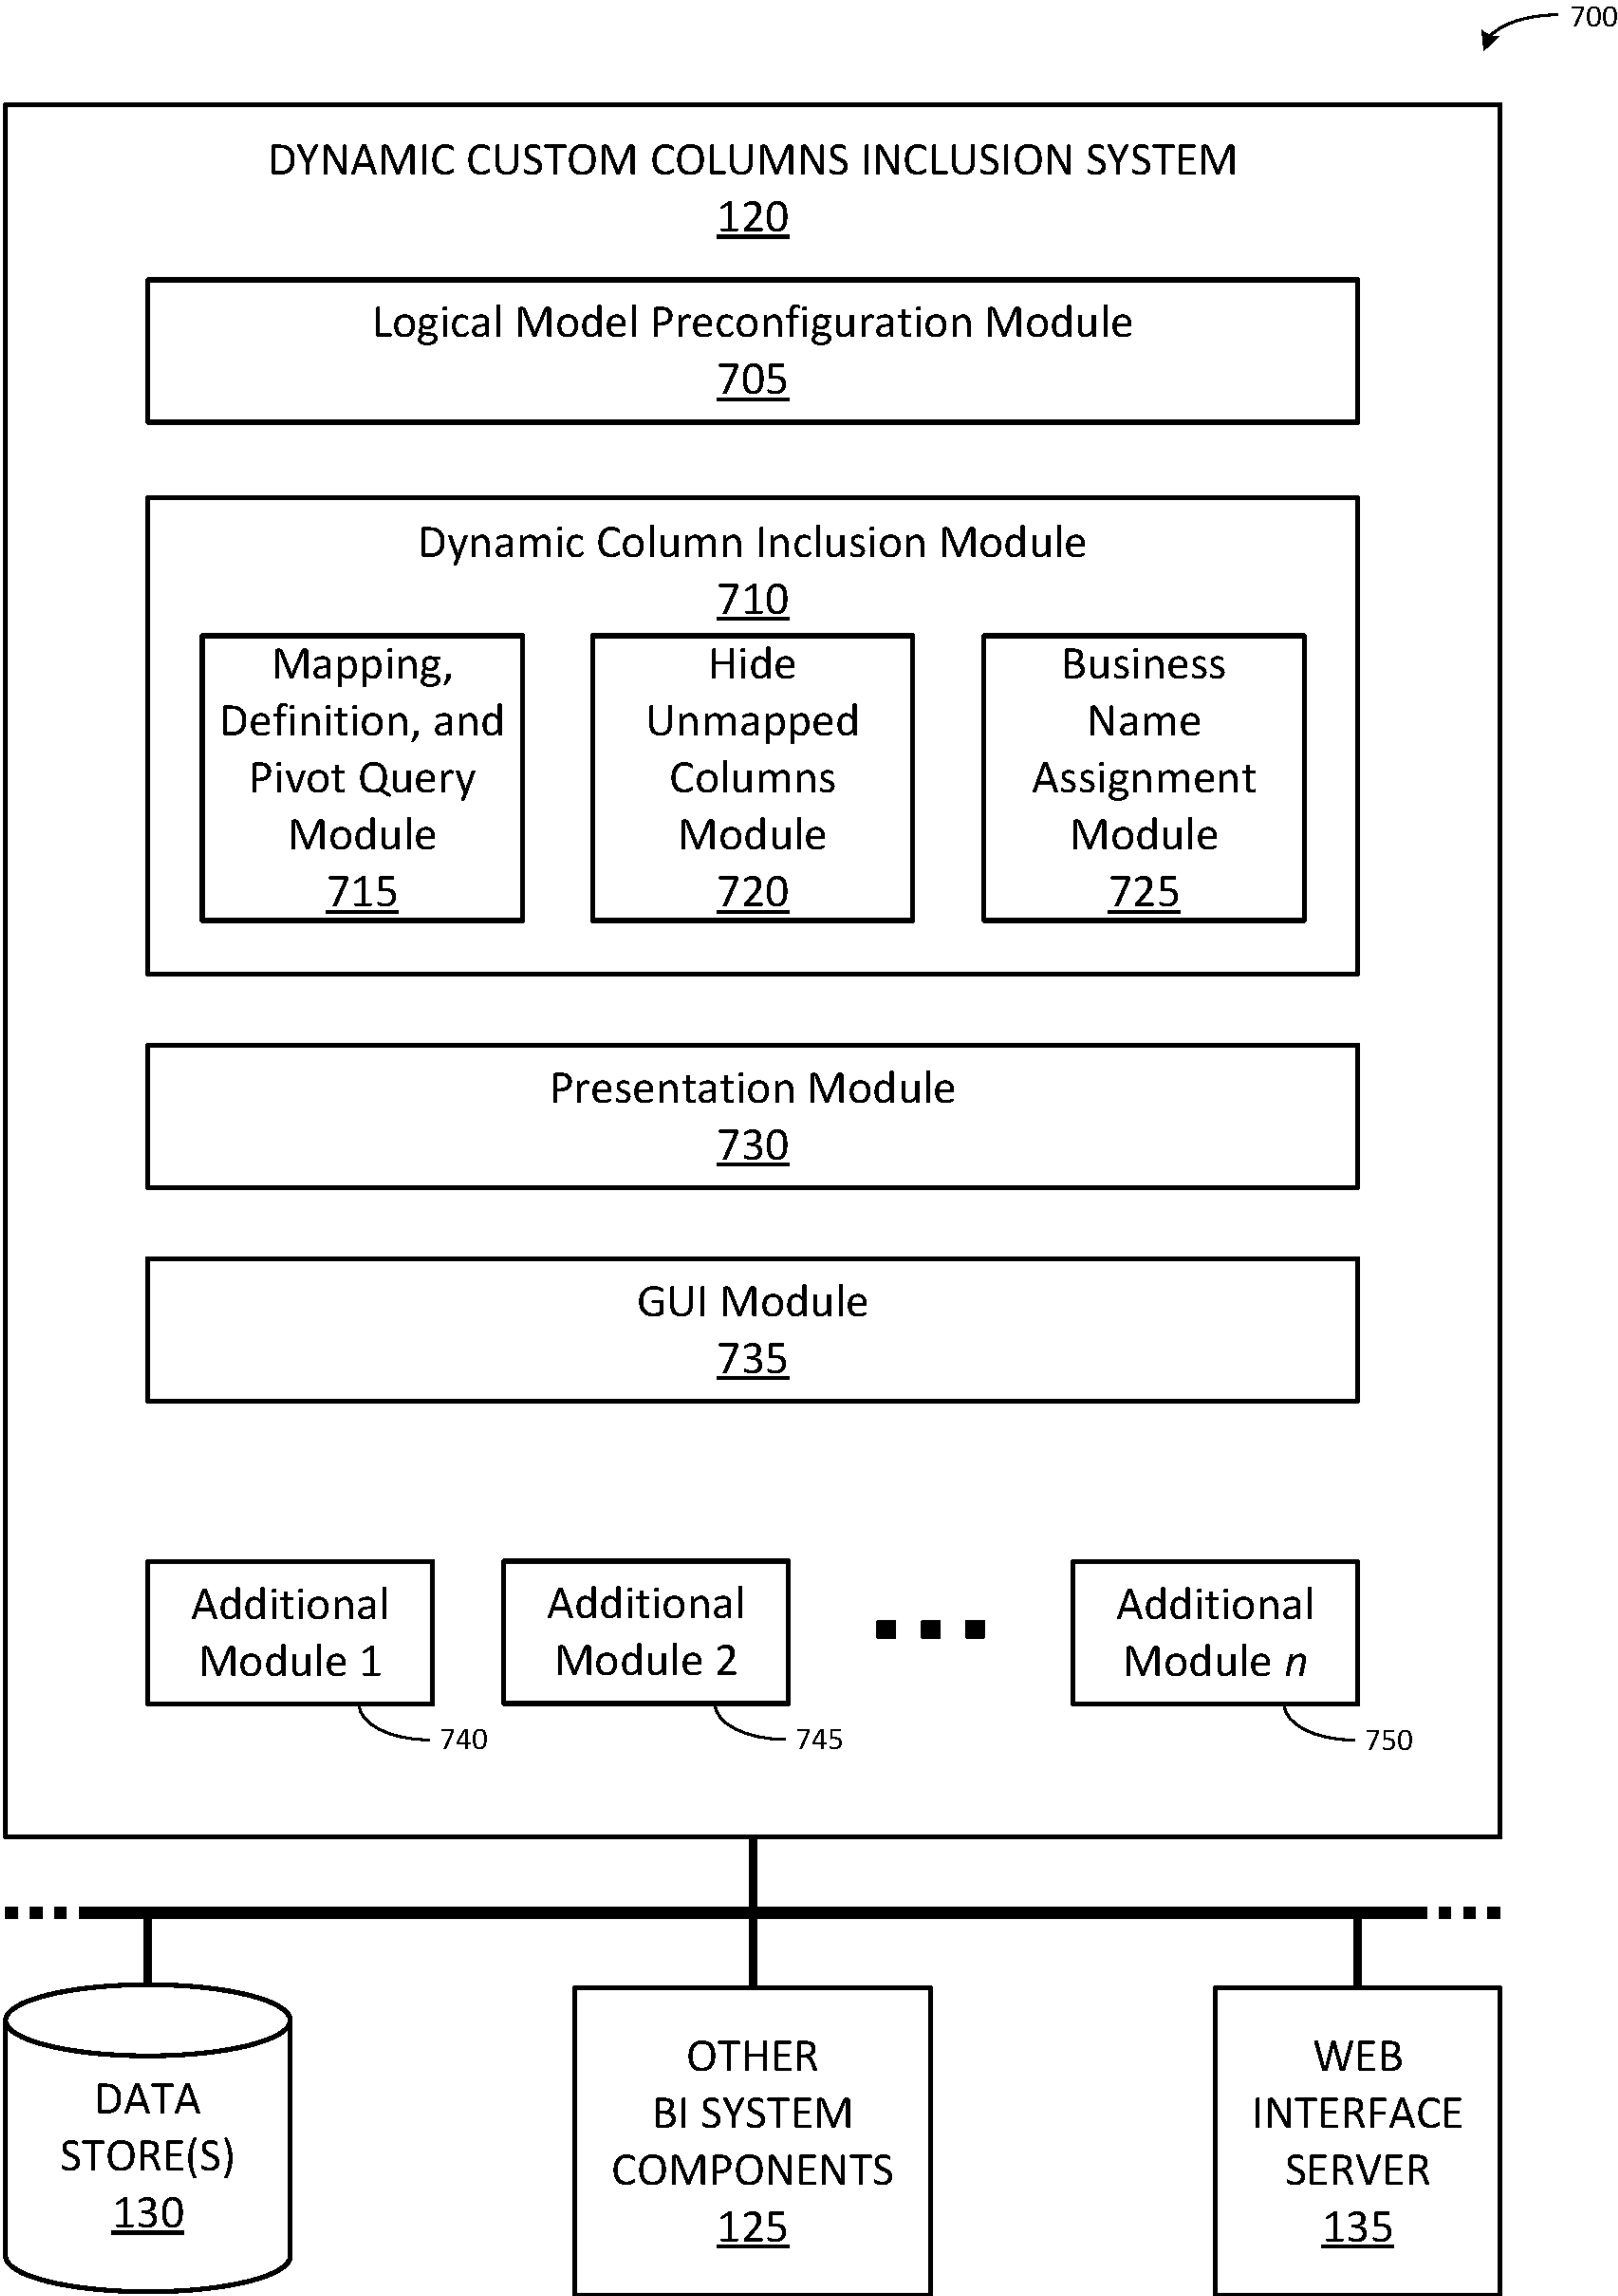 700
DYNAMIC CUSTOM COLUMNS INCLUSION SYSTEM
120
Logical Model Preconfiguration Module
705
Dynamic Column Inclusion Module
710
Mapping,
Definition, and
Pivot Query
Module
715
Hide
Unmapped
Columns
Module
720
Business
Name
Assignment
Module
725
Presentation Module
730
GUI Module
735
Additional
Module 1
740
Additional
Module 2
745
Additional
Module n
750
DATA
STORE(S)
130
OTHER
BI SYSTEM
COMPONENTS
125
WEB
INTERFACE
SERVER
135